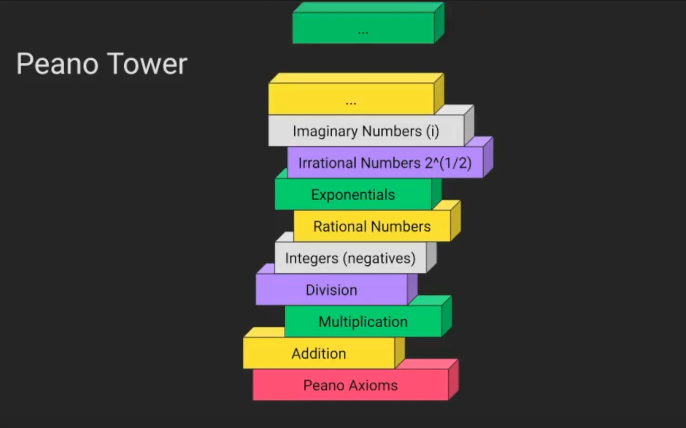 ...
Peano Tower
...
Imaginary Numbers (i)
Irrational Numbers 2^(1/2)
Exponentials
Rational Numbers
Integers (negatives)
Division
Multiplication
Addition
Peano Axioms